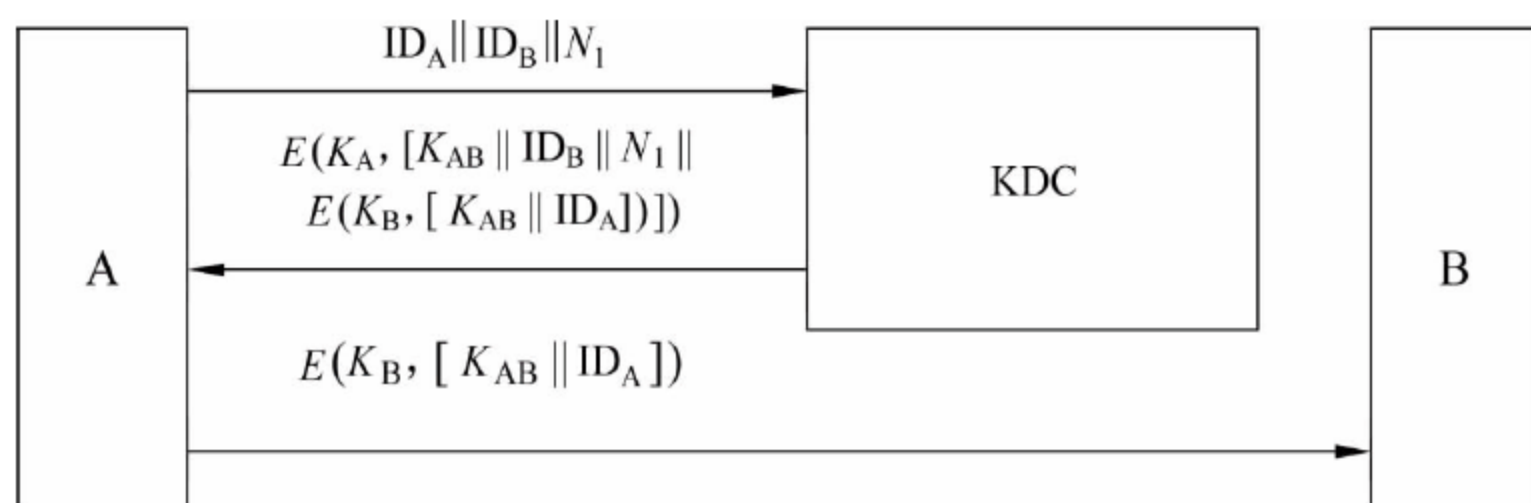 ID_A||ID_B||N_1
E(K_A, [K_AB || ID_B || N_1 ||
E(K_B, [ K_AB || ID_A])])
KDC
A
B
E(K_B, [ K_AB || ID_A ])